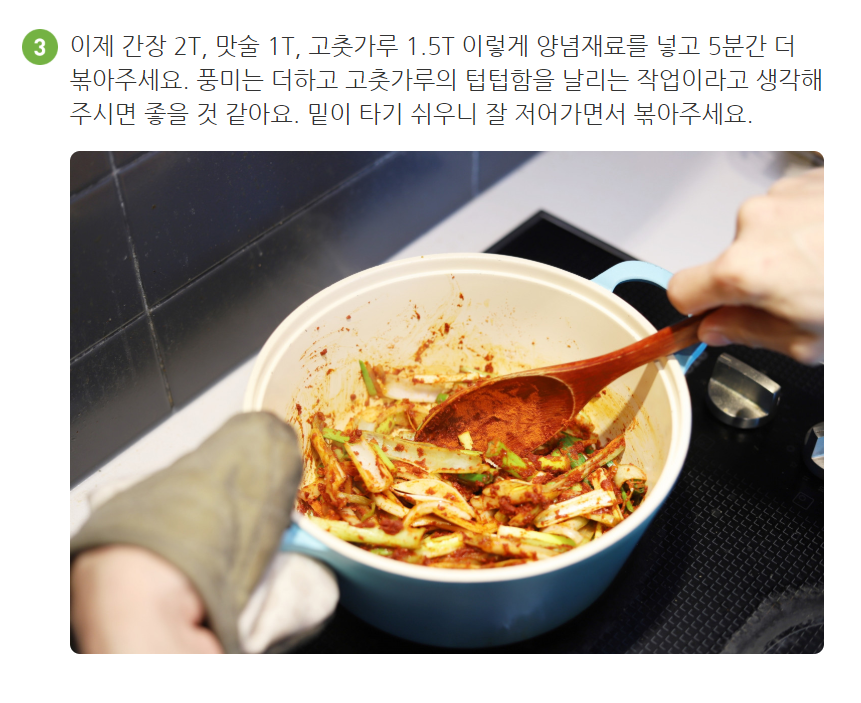 3 이제 간장 2T, 맛술 1T, 고춧가루 1.5T 이렇게 양념재료를 넣고 5분간 더
볶아주세요. 풍미는 더하고 고춧가루의 텁텁함을 날리는 작업이라고 생각해
주시면 좋을 것 같아요. 밑이 타기 쉬우니 잘 저어가면서 볶아주세요.